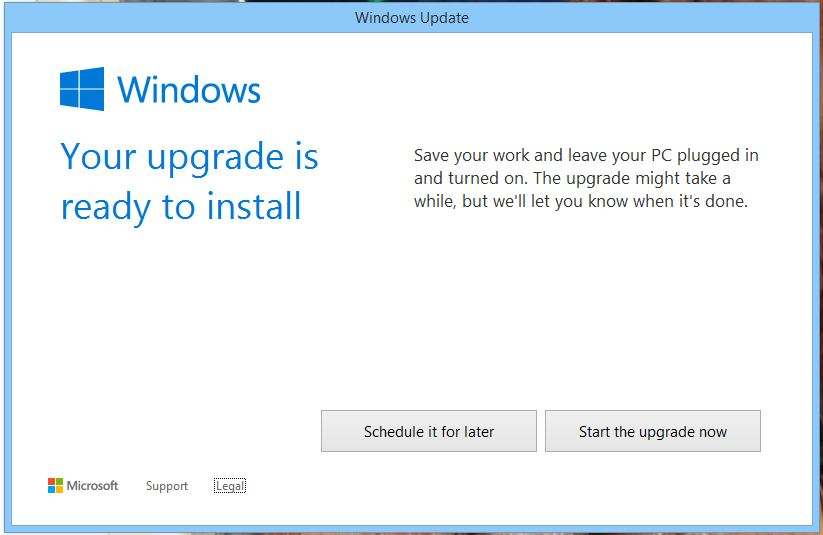 Windows Update
Windows
Your upgrade is
ready to install
Save your work and leave your PC plugged in
and turned on. The upgrade might take a
while, but we'll let you know when it's done.
Schedule it for later
Start the upgrade now
Microsoft
Support
Legal